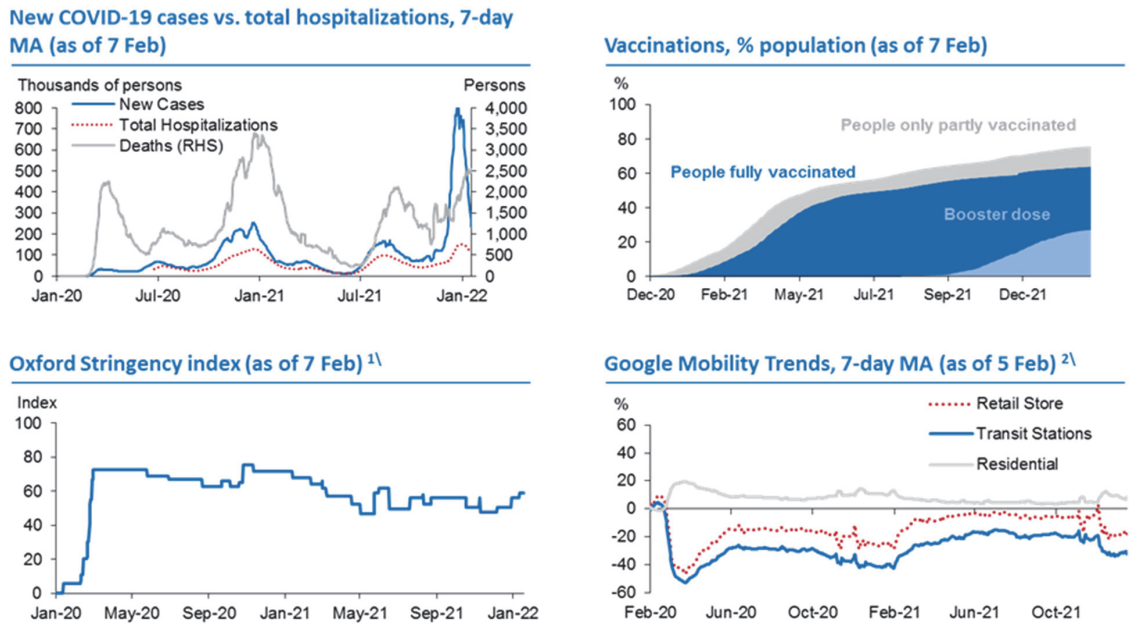 New COVID-19 cases vs. total hospitalizations, 7-day
MA (as of 7 Feb)
Thousands of persons
Persons
New Cases
Total Hospitalizations
Deaths (RHS)
800
700
600
500
400
300
200
100
0
4,000
3,500
3,000
2,500
2,000
1,500
1,000
500
0
Jan-20 Jul-20 Jan-21 Jul-21 Jan-22
Vaccinations, % population (as of 7 Feb)
%
100
80
60
40
20
0
People only partly vaccinated
People fully vaccinated
Booster dose
Dec-20 Feb-21 May-21 Jul-21 Sep-21 Dec-21
Oxford Stringency index (as of 7 Feb) 1\
Index
100
80
60
40
20
0
Jan-20 May-20 Sep-20 Jan-21 May-21 Sep-21 Jan-22
Google Mobility Trends, 7-day MA (as of 5 Feb) 2\
%
60
40
20
0
-20
-40
-60
Retail Store
Transit Stations
Residential
Feb-20 Jun-20 Oct-20 Feb-21 Jun-21 Oct-21